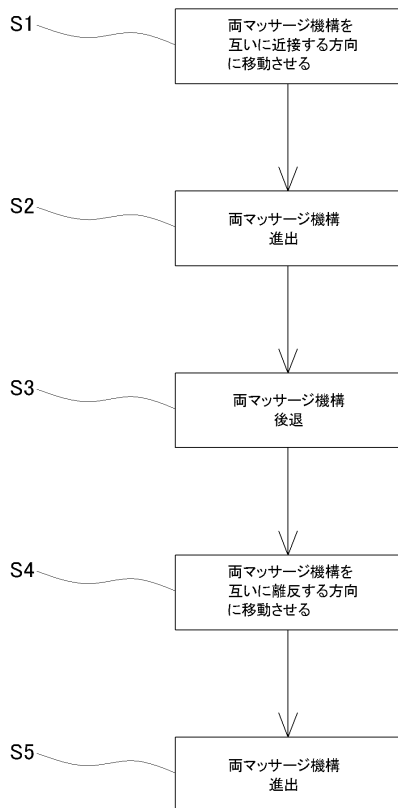 S1
両マッサージ機構を
互いに近接する方向
に移動させる
S2
両マッサージ機構
進出
S3
両マッサージ機構
後退
S4
両マッサージ機構を
互いに離反する方向
に移動させる
S5
両マッサージ機構
進出